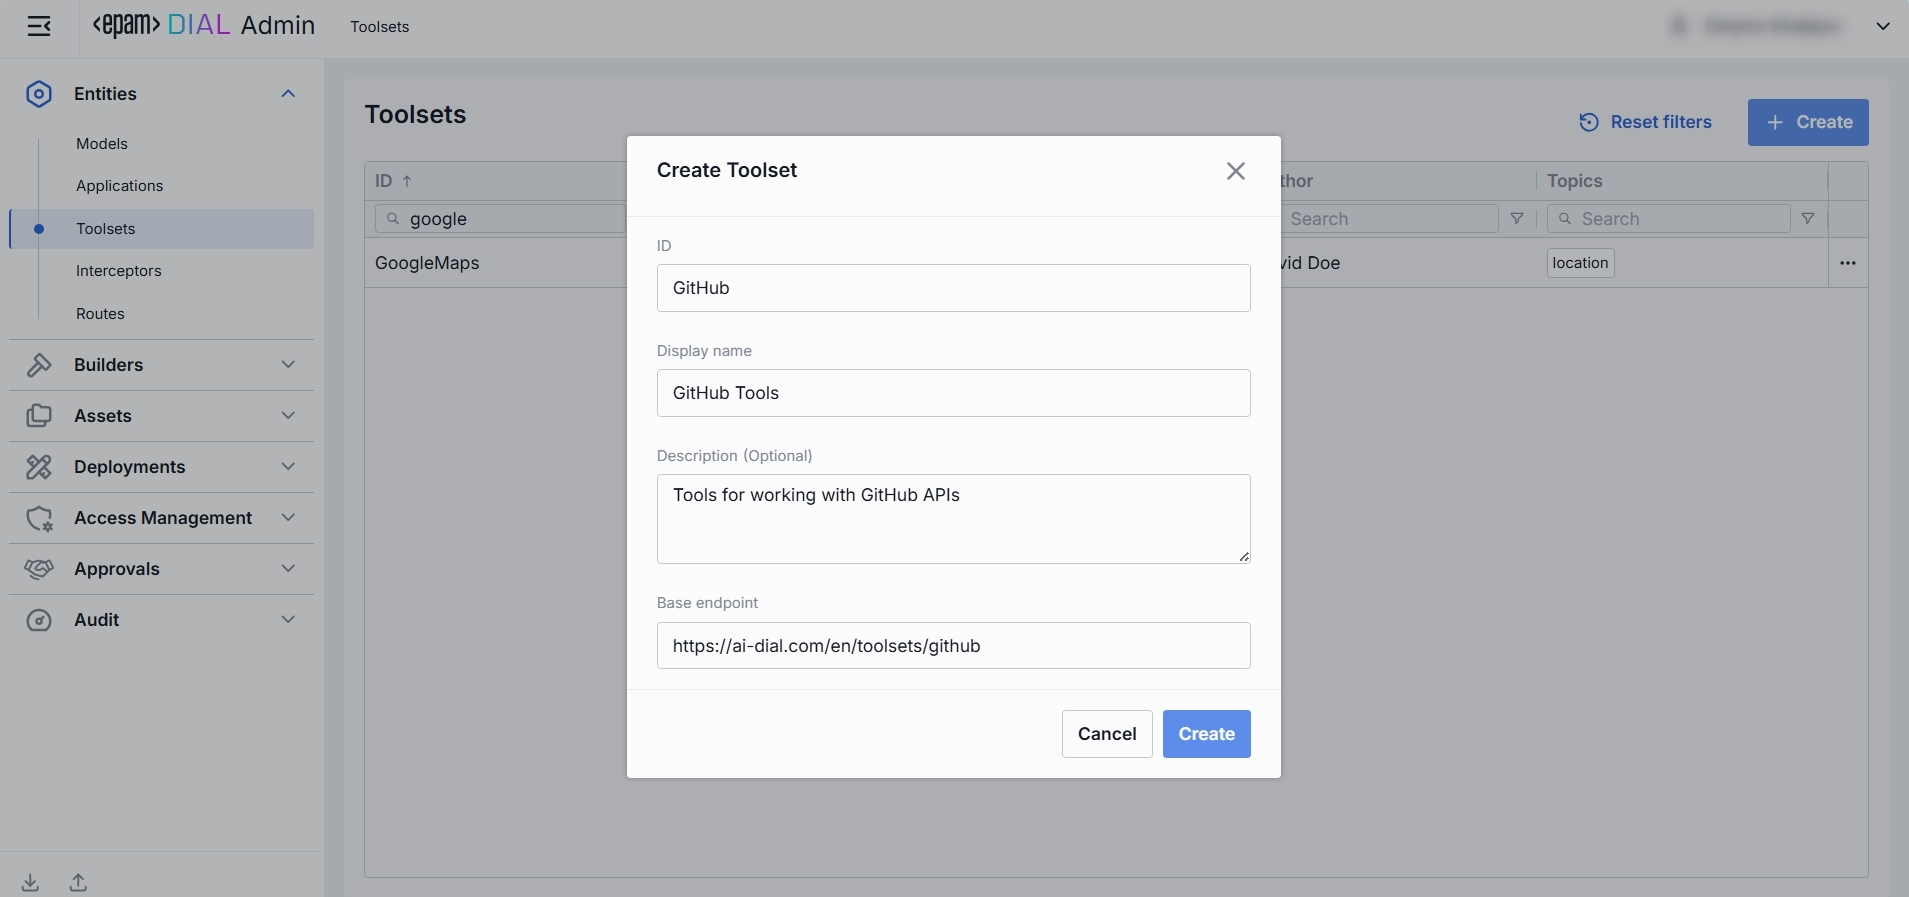 <epam> DIAL Admin
Toolsets
Entities
Models
Applications
Toolsets
Interceptors
Routes
Builders
Assets
Deployments
Access Management
Approvals
Audit
Toolsets
Reset filters
+ Create
ID ↑
thor
Topics
google
Search
Search
GoogleMaps
vid Doe
location
Create Toolset
ID
GitHub
Display name
GitHub Tools
Description (Optional)
Tools for working with GitHub APIs
Base endpoint
https://ai-dial.com/en/toolsets/github
Cancel
Create